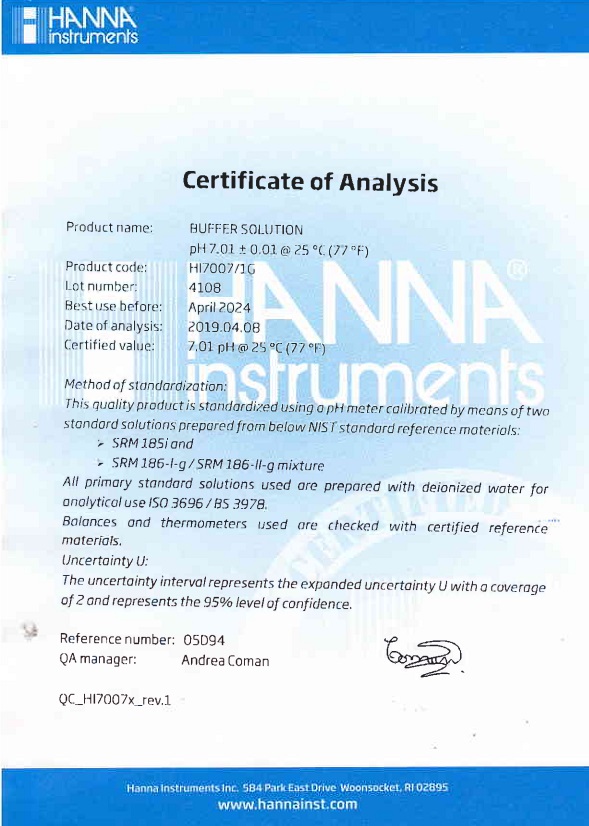 HANNA®
instruments
Certificate of Analysis
Product name: BUFFER SOLUTION
pH 7.01 ± 0.01 @ 25 °C (77 °F)
Product code: HI7007/1G
Lot number: 4108
Best use before: April 2024
Date of analysis: 2019.04.08
Certified value: 7.01 pH @ 25 °C (77 °F)
HANNA®
instruments
Method of standardization:
This quality product is standardized using a pH meter calibrated by means of two
standard solutions prepared from below NIST standard reference materials:
➢ SRM 185i and
➢ SRM 186-I-g / SRM 186-II-g mixture
All primary standard solutions used are prepared with deionized water for
analytical use ISO 3696 / BS 3978.
Balances and thermometers used are checked with certified reference
materials.
Uncertainty U:
The uncertainty interval represents the expanded uncertainty U with a coverage
of 2 and represents the 95% level of confidence.
Reference number: 05D94
QA manager: Andrea Coman
QC_HI7007x_rev.1
Hanna Instruments Inc. 584 Park East Drive Woonsocket, RI 02895
www.hannainst.com